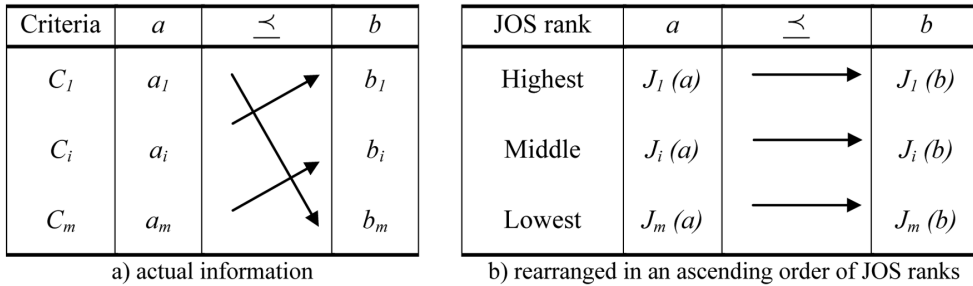 Criteria a ⪯ b
C1 a1 b1
Ci ai bi
Cm am bm
a) actual information
JOS rank a ⪯ b
Highest J1 (a) J1 (b)
Middle Ji (a) Ji (b)
Lowest Jm (a) Jm (b)
b) rearranged in an ascending order of JOS ranks